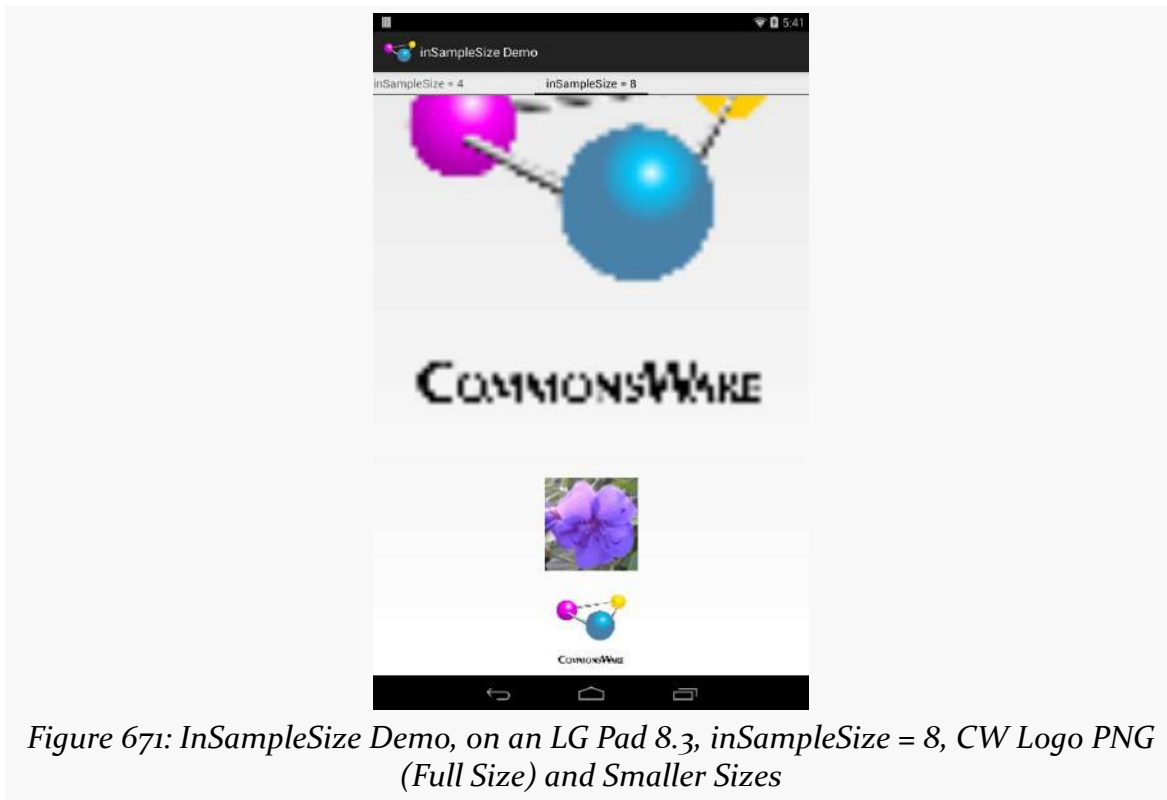 5:41
inSampleSize Demo
inSampleSize = 4 inSampleSize = 8
CommonsWare
CommonsWare
Figure 671: InSampleSize Demo, on an LG Pad 8.3, inSampleSize = 8, CW Logo PNG
(Full Size) and Smaller Sizes